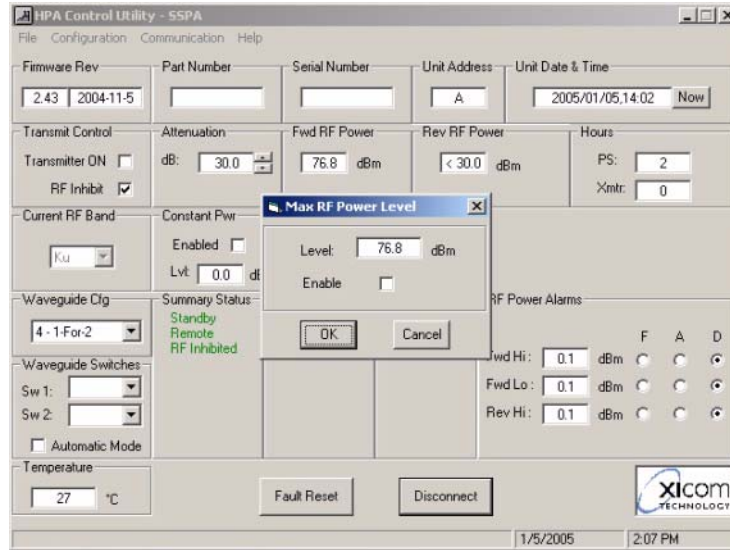 HPA Control Utility - SSPA
File Configuration Communication Help
Firmware Rev
2.43 2004-11-5
Part Number
Serial Number
Unit Address
A
Unit Date & Time
2005/01/05,14:02 Now
Transmit Control
Transmitter ON
RF Inhibit
Attenuation
dB: 30.0
Fwd RF Power
76.8 dBm
Rev RF Power
< 30.0 dBm
Hours
PS: 2
Xmtr: 0
Current RF Band
Ku
Constant Pwr
Enabled
Lvl: 0.0
Max RF Power Level
Level: 76.8 dBm
Enable
OK Cancel
Waveguide Cfg
4 - 1-For-2
Summary Status
Standby
Remote
RF Inhibited
RF Power Alarms
F A D
Fwd Hi: 0.1 dBm
Fwd Lo: 0.1 dBm
Rev Hi: 0.1 dBm
Waveguide Switches
Sw 1:
Sw 2:
Automatic Mode
Temperature
27 °C
Fault Reset
Disconnect
XICOM
TECHNOLOGY
1/5/2005 2:07 PM